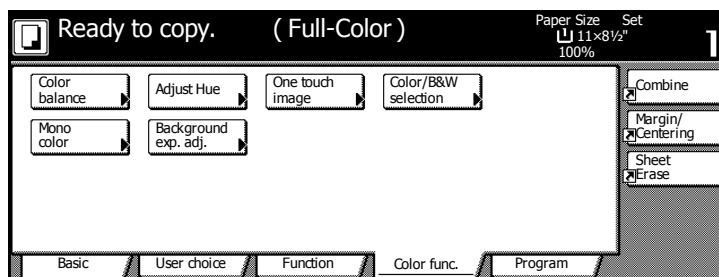 Ready to copy. ( Full-Color )
Paper Size Set
11×8½"
100%
1
Color balance
Adjust Hue
One touch image
Color/B&W selection
Mono color
Background exp. adj.
Combine
Margin/
Centering
Sheet
Erase
Basic User choice Function Color func. Program